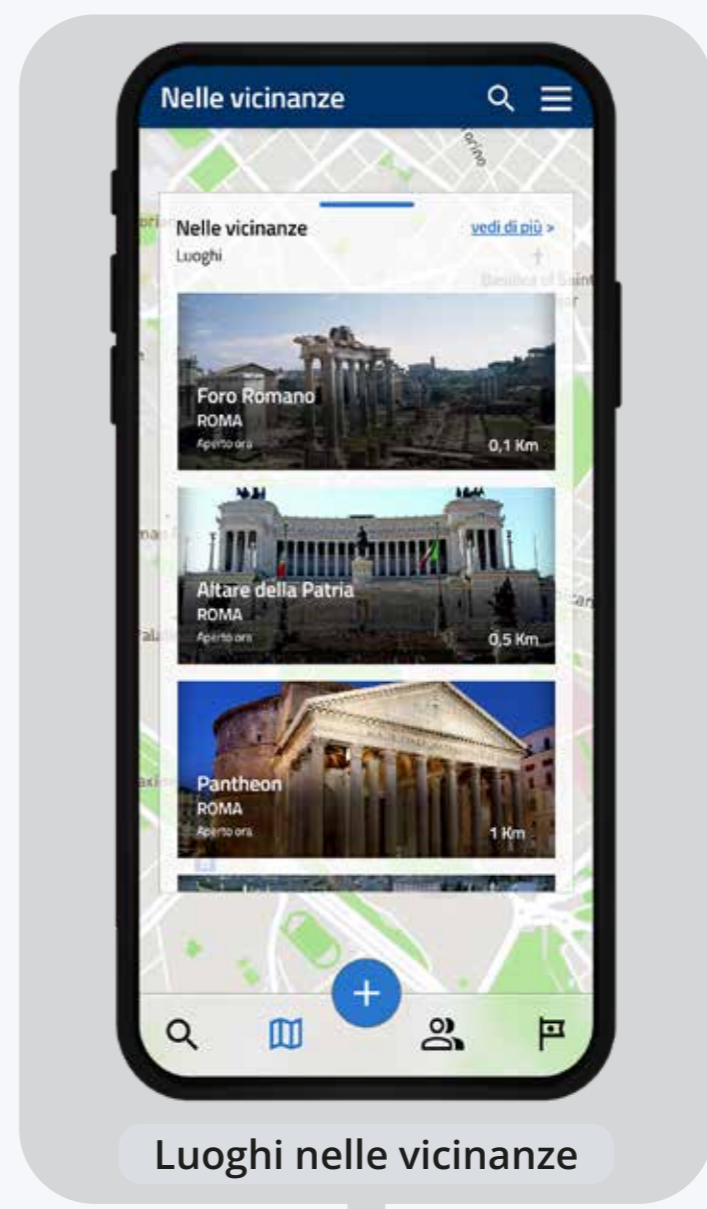 Nelle vicinanze
orino
Nelle vicinanze
vedi di più >
Luoghi
Foro Romano
ROMA
Aperto ora
0,1 Km
Altare della Patria
ROMA
Aperto ora
0,5 Km
Pantheon
ROMA
Aperto ora
1 Km
Luoghi nelle vicinanze